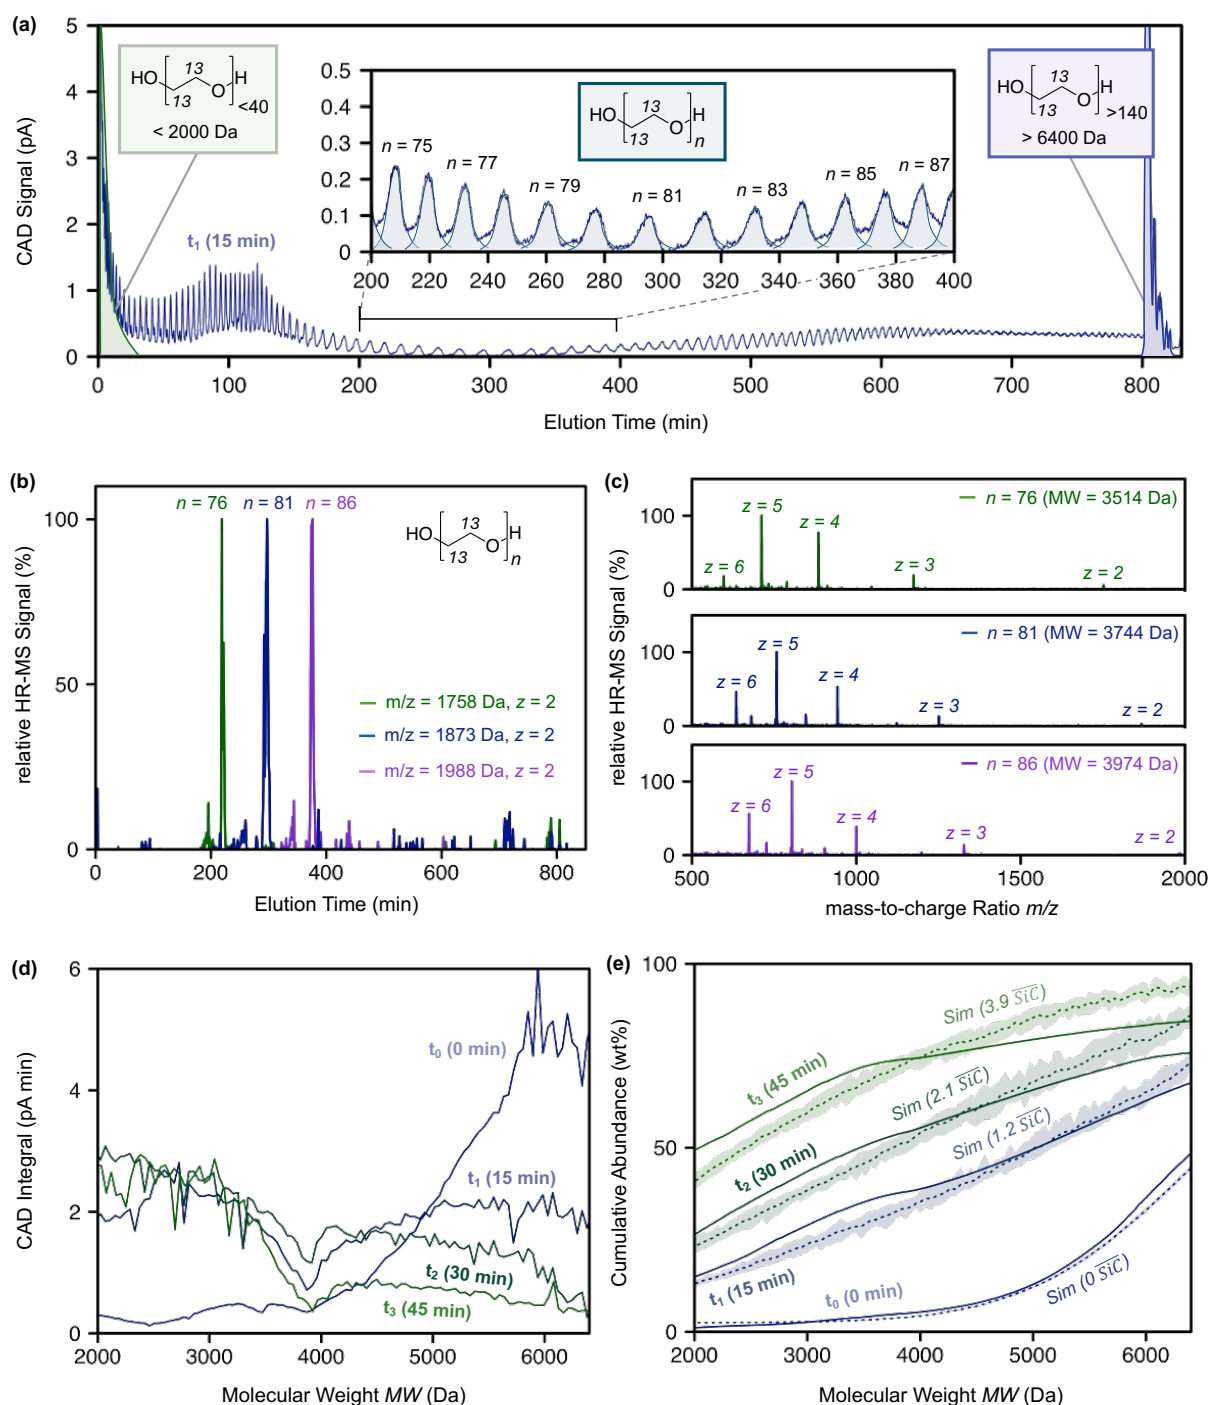 (a)
5
4
3
2
1
0
CAD Signal (pA)
HO
13
13
O
H
<40
< 2000 Da
t1 (15 min)
0.5
0.4
0.3
0.2
0.1
0
n = 75
n = 77
n = 79
n = 81
n = 83
n = 85
n = 87
HO
13
13
O
H
n
200 220 240 260 280 300 320 340 360 380 400
HO
13
13
O
H
>140
> 6400 Da
0 100 200 300 400 500 600 700 800
Elution Time (min)
(b)
n = 76 n = 81 n = 86
100
50
0
relative HR-MS Signal (%)
HO
13
13
O
H
n
m/z = 1758 Da, z = 2
m/z = 1873 Da, z = 2
m/z = 1988 Da, z = 2
0 200 400 600 800
Elution Time (min)
(c)
relative HR-MS Signal (%)
100
0
n = 76 (MW = 3514 Da)
z = 6
z = 5
z = 4
z = 3
z = 2
100
0
n = 81 (MW = 3744 Da)
z = 6
z = 5
z = 4
z = 3
z = 2
100
0
n = 86 (MW = 3974 Da)
z = 6
z = 5
z = 4
z = 3
z = 2
500 1000 1500 2000
mass-to-charge Ratio m/z
(d)
6
4
2
0
CAD Integral (pA min)
t0 (0 min)
t1 (15 min)
t2 (30 min)
t3 (45 min)
2000 3000 4000 5000 6000
Molecular Weight MW (Da)
(e)
100
50
0
Cumulative Abundance (wt%)
Sim (3.9 S̅i̅C̅)
t3 (45 min)
Sim (2.1 S̅i̅C̅)
t2 (30 min)
Sim (1.2 S̅i̅C̅)
t1 (15 min)
t0 (0 min)
Sim (0 S̅i̅C̅)
2000 3000 4000 5000 6000
Molecular Weight MW (Da)